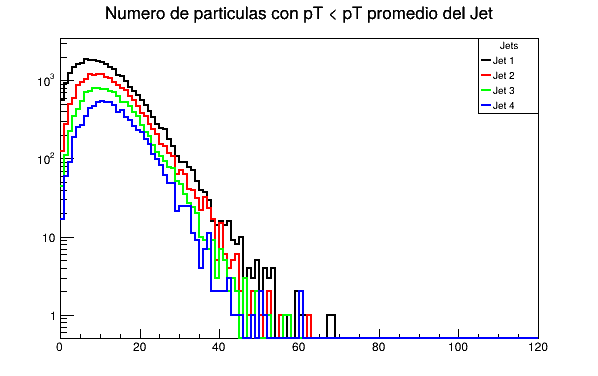 Numero de particulas con pT < pT promedio del Jet
Jets
Jet 1
Jet 2
Jet 3
Jet 4
10³
10²
10
1
0 20 40 60 80 100 120